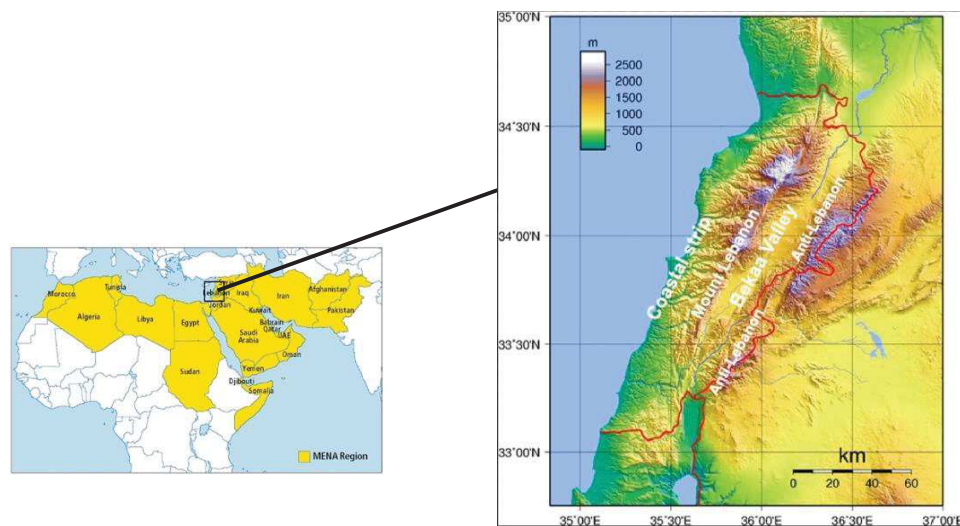 Morocco
Tunisia
Algeria
Libya
Egypt
Lebanon
Jordan
Iraq
Iran
Afghanistan
Pakistan
Kuwait
Bahrain
Qatar
UAE
Saudi
Arabia
Oman
Yemen
Sudan
Djibouti
Somalia
MENA Region
35˚00'N
34˚30'N
34˚00'N
33˚30'N
33˚00'N
m
2500
2000
1500
1000
500
0
Coastal strip
Mount Lebanon
Bekaa Valley
Anti-Lebanon
Anti-Lebanon
km
0 20 40 60
35˚00'E 35˚30'E 36˚00'E 36˚30'E 37˚00'E